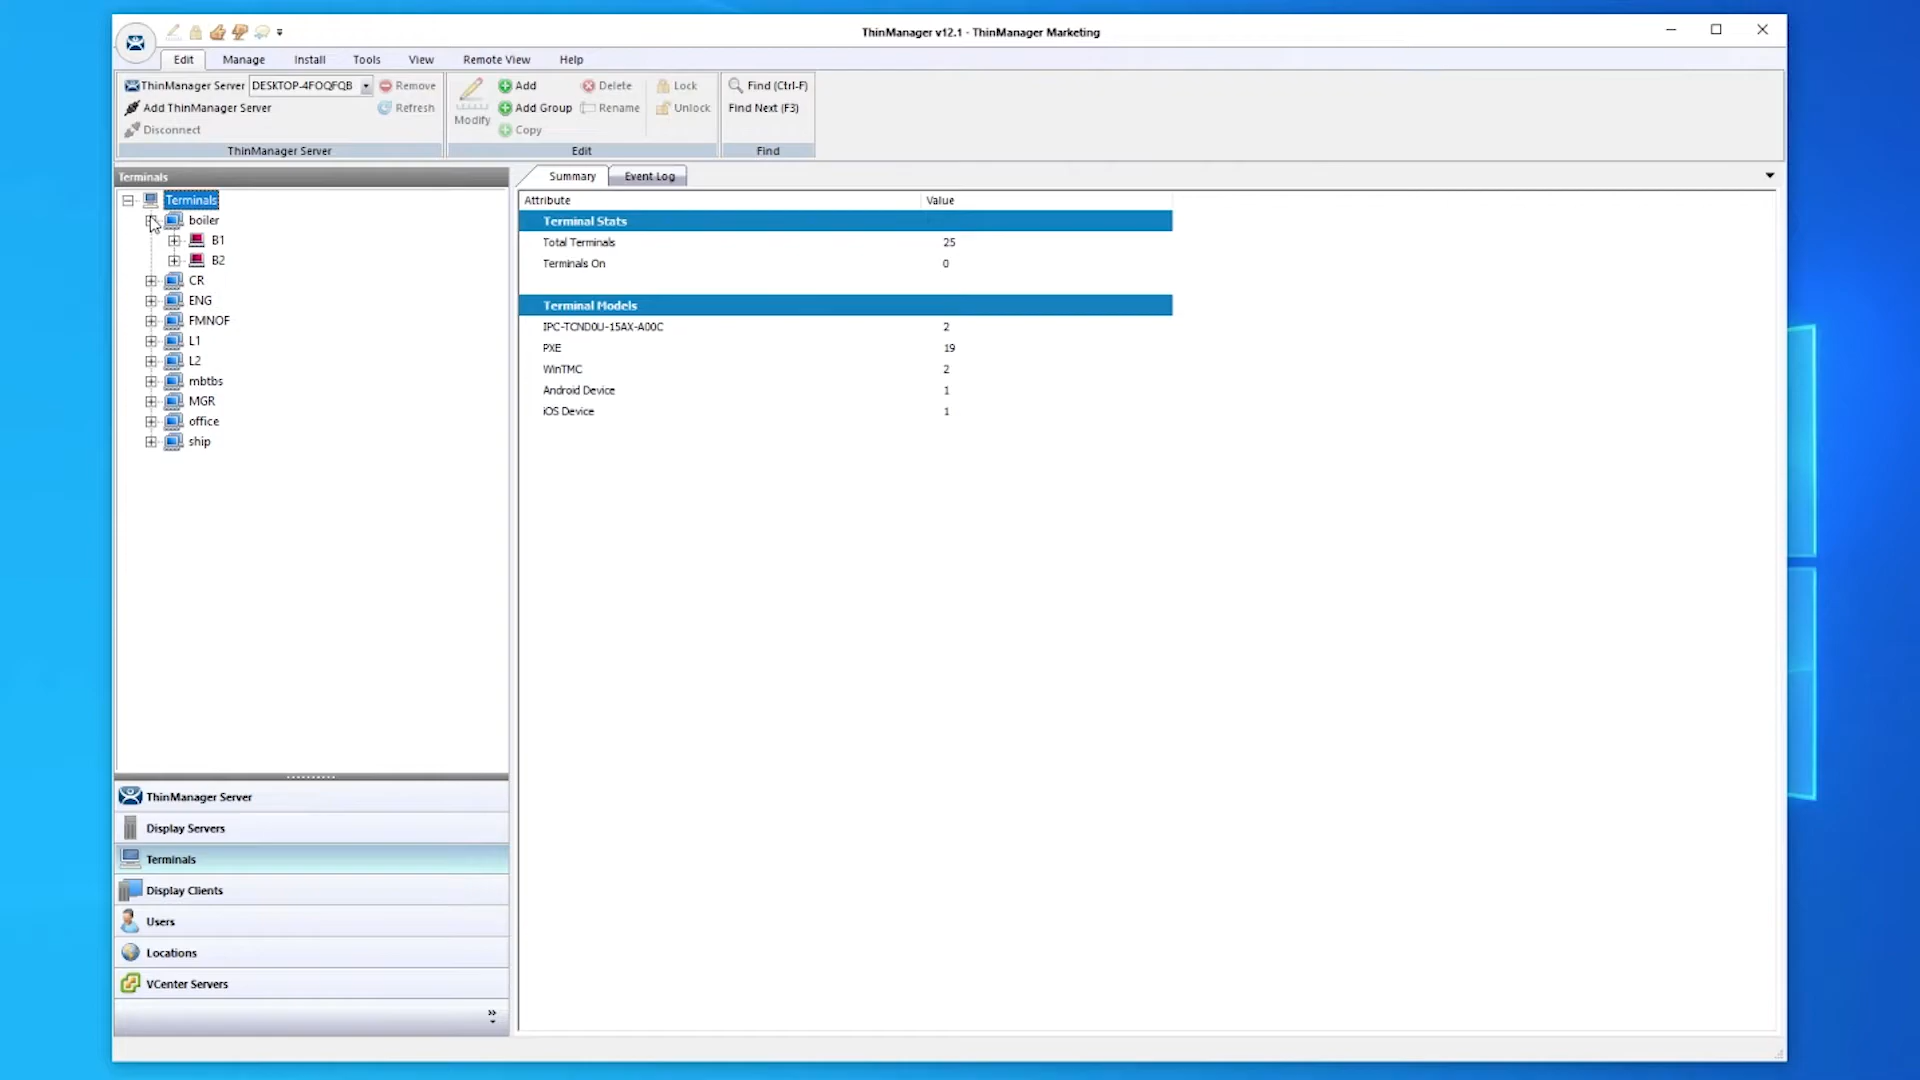 ThinManager v12.1 - ThinManager Marketing
Edit Manage Install Tools View Remote View Help
ThinManager Server DESKTOP-4FOQFQB Remove Add Delete Lock Find (Ctrl-F)
Add ThinManager Server Refresh Modify Add Group Rename Unlock Find Next (F3)
Disconnect Copy
ThinManager Server Edit Find
Terminals
Summary Event Log
Terminals
boiler
B1
B2
CR
ENG
FMNOF
L1
L2
mbtbs
MGR
office
ship
Attribute Value
Terminal Stats
Total Terminals 25
Terminals On 0
Terminal Models
IPC-TCND0U-15AX-A00C 2
PXE 19
WinTMC 2
Android Device 1
iOS Device 1
ThinManager Server
Display Servers
Terminals
Display Clients
Users
Locations
VCenter Servers